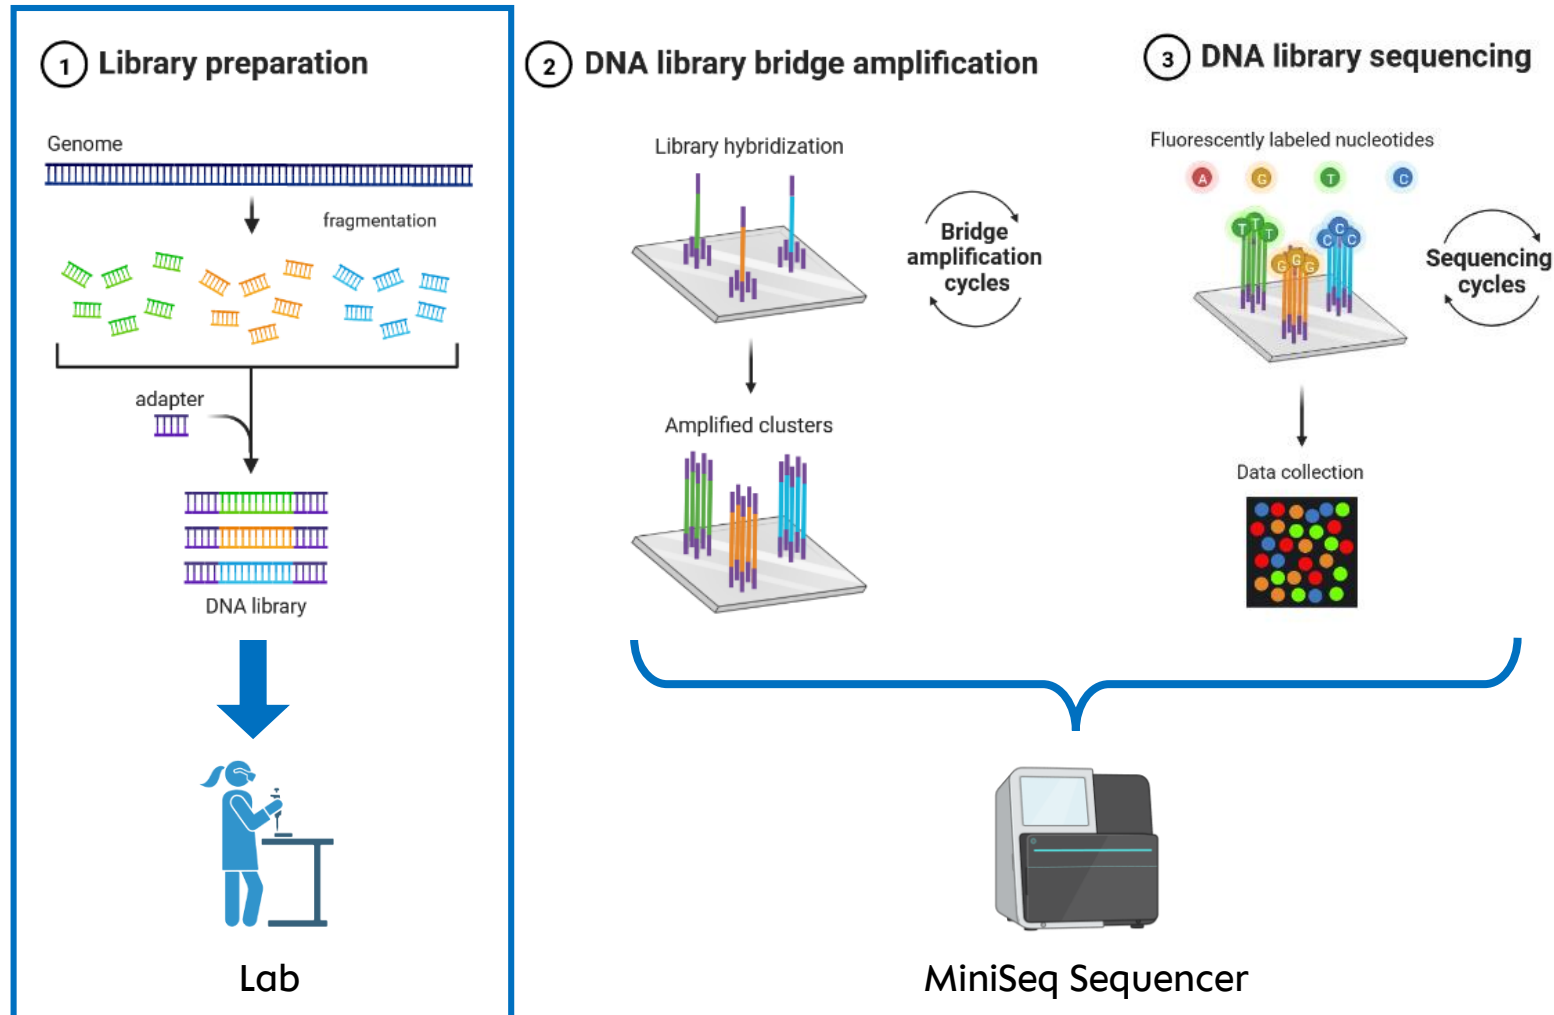 1 Library preparation
Genome
fragmentation
adapter
DNA library
Lab
2 DNA library bridge amplification
Library hybridization
Bridge
amplification
cycles
Amplified clusters
3 DNA library sequencing
Fluorescently labeled nucleotides
A G T C
T T T
G G G
C C C
Sequencing
cycles
Data collection
MiniSeq Sequencer